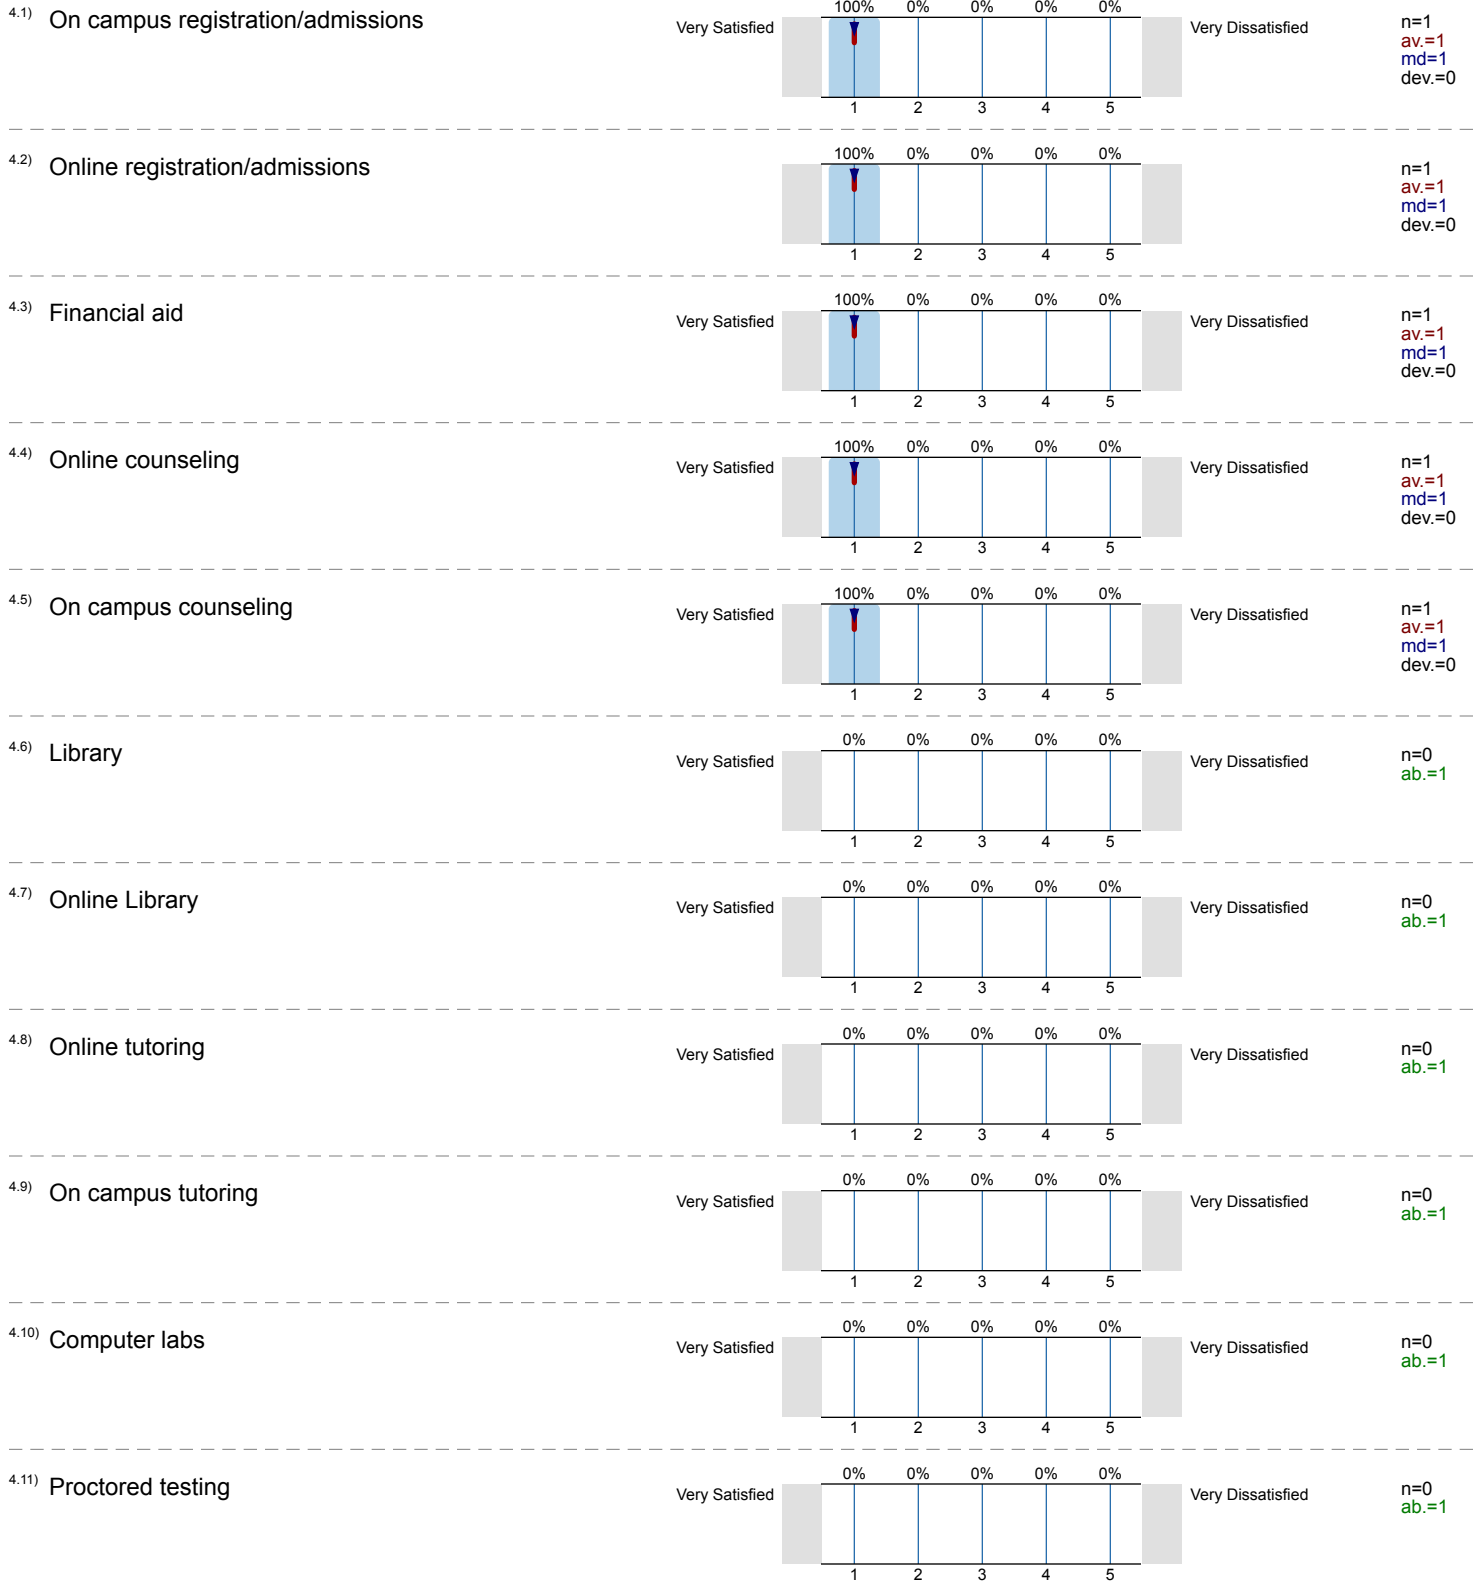 4.1) On campus registration/admissions
100% 0% 0% 0% 0%
Very Satisfied Very Dissatisfied
n=1
av.=1
md=1
dev.=0
1 2 3 4 5
4.2) Online registration/admissions
100% 0% 0% 0% 0%
n=1
av.=1
md=1
dev.=0
1 2 3 4 5
4.3) Financial aid
100% 0% 0% 0% 0%
Very Satisfied Very Dissatisfied
n=1
av.=1
md=1
dev.=0
1 2 3 4 5
4.4) Online counseling
100% 0% 0% 0% 0%
Very Satisfied Very Dissatisfied
n=1
av.=1
md=1
dev.=0
1 2 3 4 5
4.5) On campus counseling
100% 0% 0% 0% 0%
Very Satisfied Very Dissatisfied
n=1
av.=1
md=1
dev.=0
1 2 3 4 5
4.6) Library
0% 0% 0% 0% 0%
Very Satisfied Very Dissatisfied
n=0
ab.=1
1 2 3 4 5
4.7) Online Library
0% 0% 0% 0% 0%
Very Satisfied Very Dissatisfied
n=0
ab.=1
1 2 3 4 5
4.8) Online tutoring
0% 0% 0% 0% 0%
Very Satisfied Very Dissatisfied
n=0
ab.=1
1 2 3 4 5
4.9) On campus tutoring
0% 0% 0% 0% 0%
Very Satisfied Very Dissatisfied
n=0
ab.=1
1 2 3 4 5
4.10) Computer labs
0% 0% 0% 0% 0%
Very Satisfied Very Dissatisfied
n=0
ab.=1
1 2 3 4 5
4.11) Proctored testing
0% 0% 0% 0% 0%
Very Satisfied Very Dissatisfied
n=0
ab.=1
1 2 3 4 5